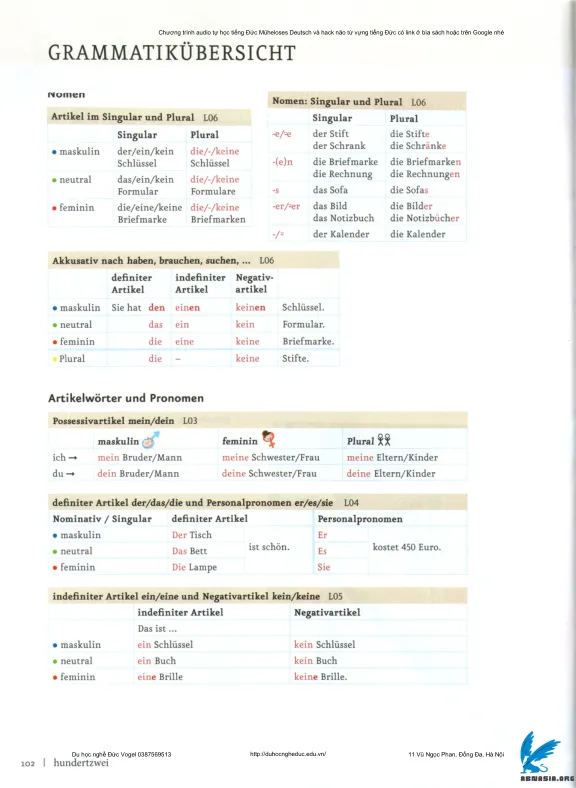 Chương trình audio tự học tiếng Đức Müheloses Deutsch và hack não từ vựng tiếng Đức có link ở bìa sách hoặc trên Google nhé
GRAMMATIKÜBERSICHT
Nomen
Artikel im Singular und Plural L06
Singular Plural
• maskulin der/ein/kein die/-/keine
Schlüssel Schlüssel
• neutral das/ein/kein die/-/keine
Formular Formulare
• feminin die/eine/keine die/-/keine
Briefmarke Briefmarken
Nomen: Singular und Plural L06
Singular Plural
-e/¨e der Stift die Stifte
der Schrank die Schränke
-(e)n die Briefmarke die Briefmarken
die Rechnung die Rechnungen
-s das Sofa die Sofas
-er/¨er das Bild die Bilder
das Notizbuch die Notizbücher
-/¨ der Kalender die Kalender
Akkusativ nach haben, brauchen, suchen, ... L06
definiter indefiniter Negativ-
Artikel Artikel artikel
• maskulin Sie hat den einen keinen Schlüssel.
• neutral das ein kein Formular.
• feminin die eine keine Briefmarke.
• Plural die – keine Stifte.
Artikelwörter und Pronomen
Possessivartikel mein/dein L03
maskulin feminin Plural
ich → mein Bruder/Mann meine Schwester/Frau meine Eltern/Kinder
du → dein Bruder/Mann deine Schwester/Frau deine Eltern/Kinder
definiter Artikel der/das/die und Personalpronomen er/es/sie L04
Nominativ / Singular definiter Artikel Personalpronomen
• maskulin Der Tisch Er
• neutral Das Bett ist schön. Es kostet 450 Euro.
• feminin Die Lampe Sie
indefiniter Artikel ein/eine und Negativartikel kein/keine L05
indefiniter Artikel Negativartikel
Das ist ...
• maskulin ein Schlüssel kein Schlüssel
• neutral ein Buch kein Buch
• feminin eine Brille keine Brille.
Du học nghề Đức Vogel 0387569513 http://duhocngheduc.edu.vn/ 11 Vũ Ngọc Phan, Đống Đa, Hà Nội
102 | hundertzwei
ABMASIA.ORG